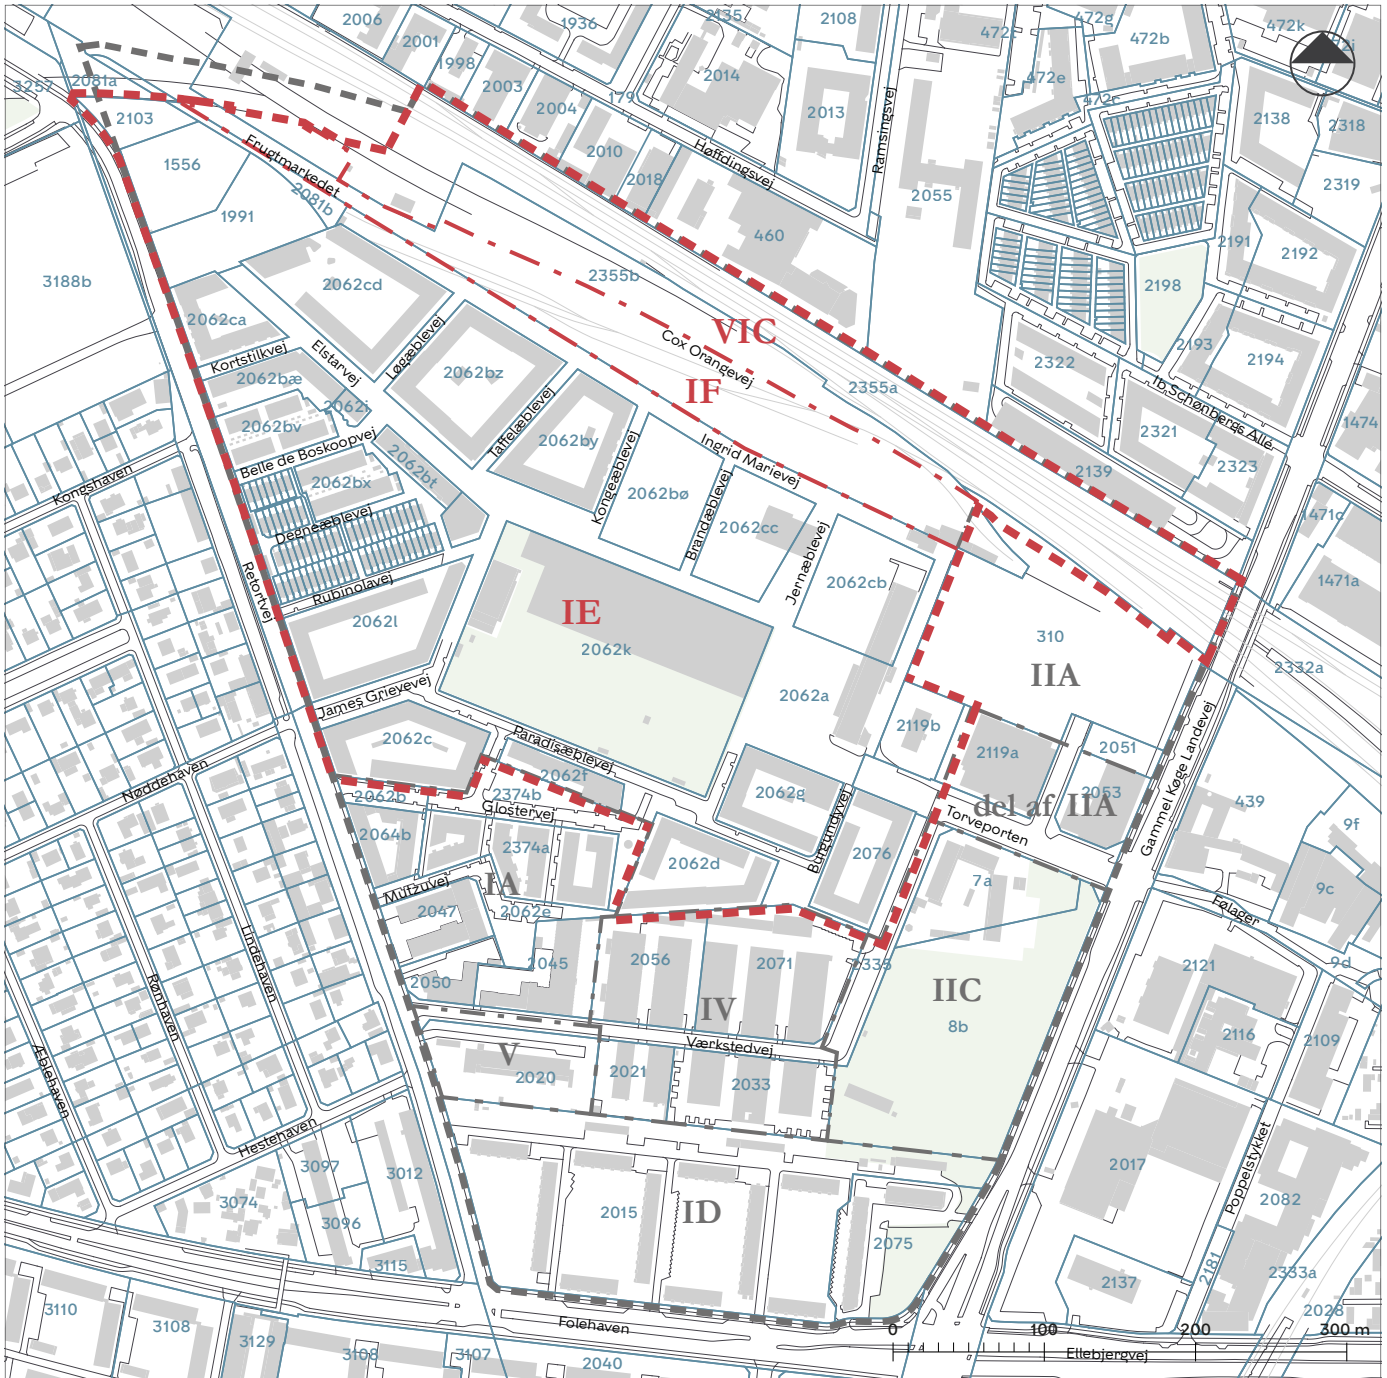 2006
1936
2135
2108
472f
472g
472b
472k
2001
1998
2003
2014
472e
3257
2081a
2004
179
2013
Ramsingsvej
472c
2138
2318
2103
1556
Frugtmarkedet
2010
2018
Høffdingsvej
2055
2319
2081b
1991
460
2191
2192
3188b
2062cd
2355b
2198
2062ca
VIC
2193
2194
Kortstilkvej
Elstarvej
Løgæblevej
Cox Orangevej
2322
2062bæ
2062bz
IF
2355a
Ib Schønbergs Allé
2062i
2062bv
Taffelæblevej
2062by
2321
1474
Belle de Boskoopvej
2062bt
Kongeæblevej
Ingrid Marievej
2139
2323
Kongshaven
2062bx
2062bø
Brandæblevej
2062cc
Degneæblevej
Jernæblevej
1471c
Retortvej
Rubinolavej
2062cb
1471a
IE
2062l
2062k
310
2332a
IIA
James Grievevej
2062a
2119b
2062c
Paradisæblevej
2119a
2051
Gammel Køge Landevej
Nøddehaven
2062f
2062b
2374b
2062g
2053
439
Glostervej
del af IIA
2064b
2374a
2062d
Burgundyvej
2076
Torveporten
9f
IA
7a
9c
Mutzuvej
2047
2062e
Følager
Lindehaven
2045
2056
2071
2335
2121
9d
Rønhaven
2050
IIC
IV
8b
2116
2109
Værkstedvej
V
2020
2021
2033
Æblehaven
Hestehaven
3097
3012
Poppelstykket
2017
3074
2015
ID
2082
3096
2075
3115
2181
2333a
2137
3110
3108
2028
Folehaven
0 100 200 300 m
3129
3108
3107
2040
Ellebjergvej